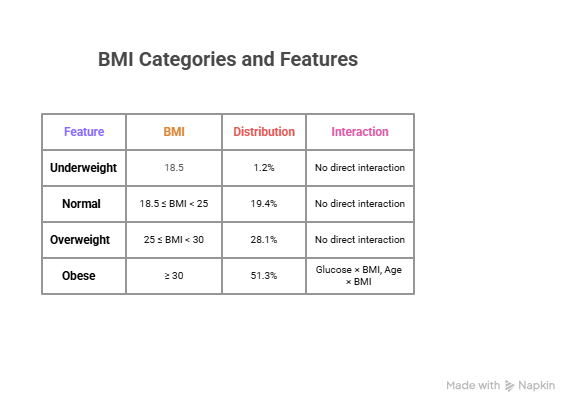 BMI Categories and Features
Feature BMI Distribution Interaction
Underweight 18.5 1.2% No direct interaction
Normal 18.5 ≤ BMI < 25 19.4% No direct interaction
Overweight 25 ≤ BMI < 30 28.1% No direct interaction
Obese ≥ 30 51.3% Glucose × BMI, Age
× BMI
Made with Napkin